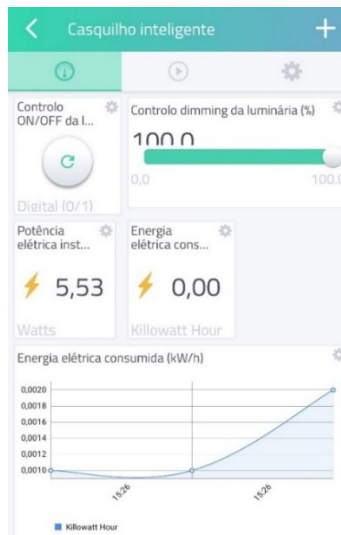 Casquilho inteligente
Controlo
ON/OFF da l...
Digital (0/1)
Controlo dimming da luminária (%)
100.0
0,0
100.0
Potência
elétrica inst...
5,53
Watts
Energia
elétrica cons...
0,00
Killowatt Hour
Energia elétrica consumida (kW/h)
0,0020
0,0018
0,0016
0,0014
0,0012
0,0010
15:26
15:26
Killowatt Hour